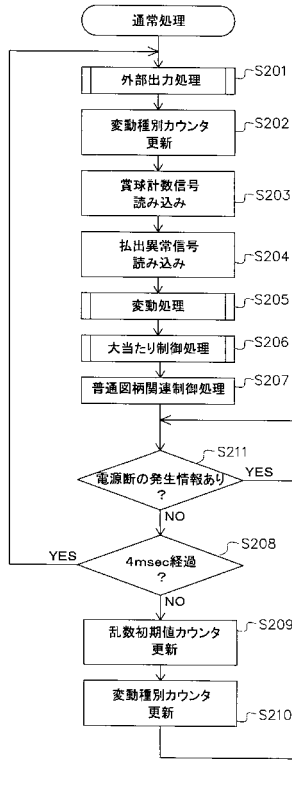 通常処理
外部出力処理
S201
変動種別カウンタ
更新
S202
賞球計数信号
読み込み
S203
払出異常信号
読み込み
S204
変動処理
S205
大当たり制御処理
S206
普通図柄関連制御処理
S207
電源断の発生情報あり
?
S211
YES
NO
4msec経過
?
S208
YES
NO
乱数初期値カウンタ
更新
S209
変動種別カウンタ
更新
S210